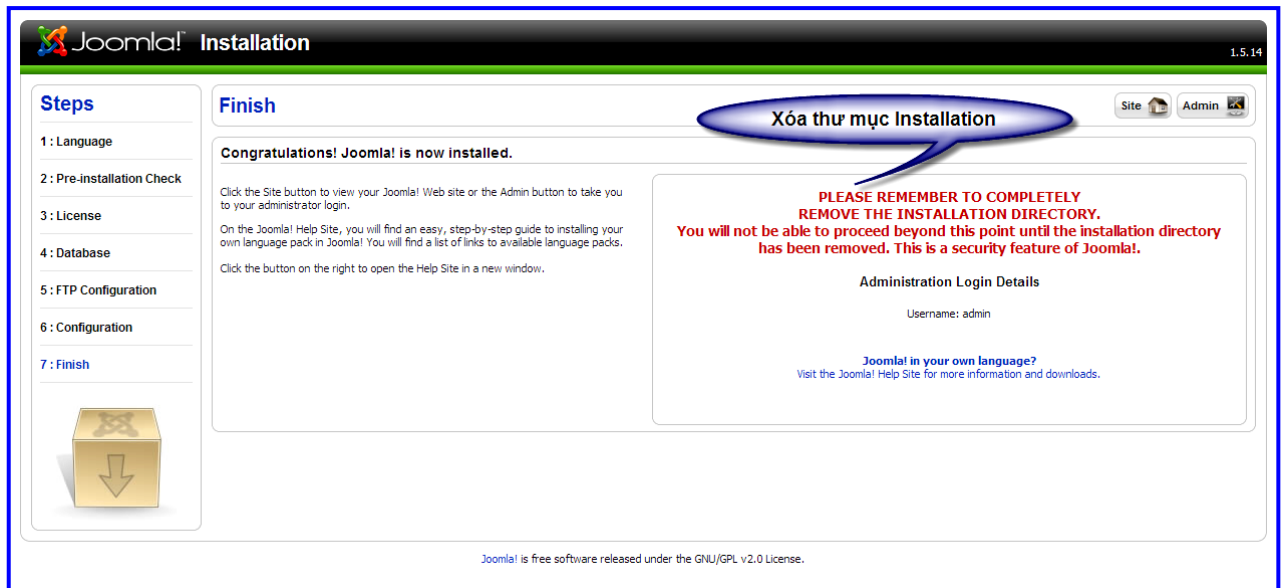 Joomla!™ Installation
1.5.14
Steps
1 : Language
2 : Pre-installation Check
3 : License
4 : Database
5 : FTP Configuration
6 : Configuration
7 : Finish
Finish
Xóa thư mục Installation
Site
Admin
Congratulations! Joomla! is now installed.
Click the Site button to view your Joomla! Web site or the Admin button to take you
to your administrator login.
On the Joomla! Help Site, you will find an easy, step-by-step guide to installing your
own language pack in Joomla! You will find a list of links to available language packs.
Click the button on the right to open the Help Site in a new window.
PLEASE REMEMBER TO COMPLETELY
REMOVE THE INSTALLATION DIRECTORY.
You will not be able to proceed beyond this point until the installation directory
has been removed. This is a security feature of Joomla!.
Administration Login Details
Username: admin
Joomla! in your own language?
Visit the Joomla! Help Site for more information and downloads.
Joomla! is free software released under the GNU/GPL v2.0 License.